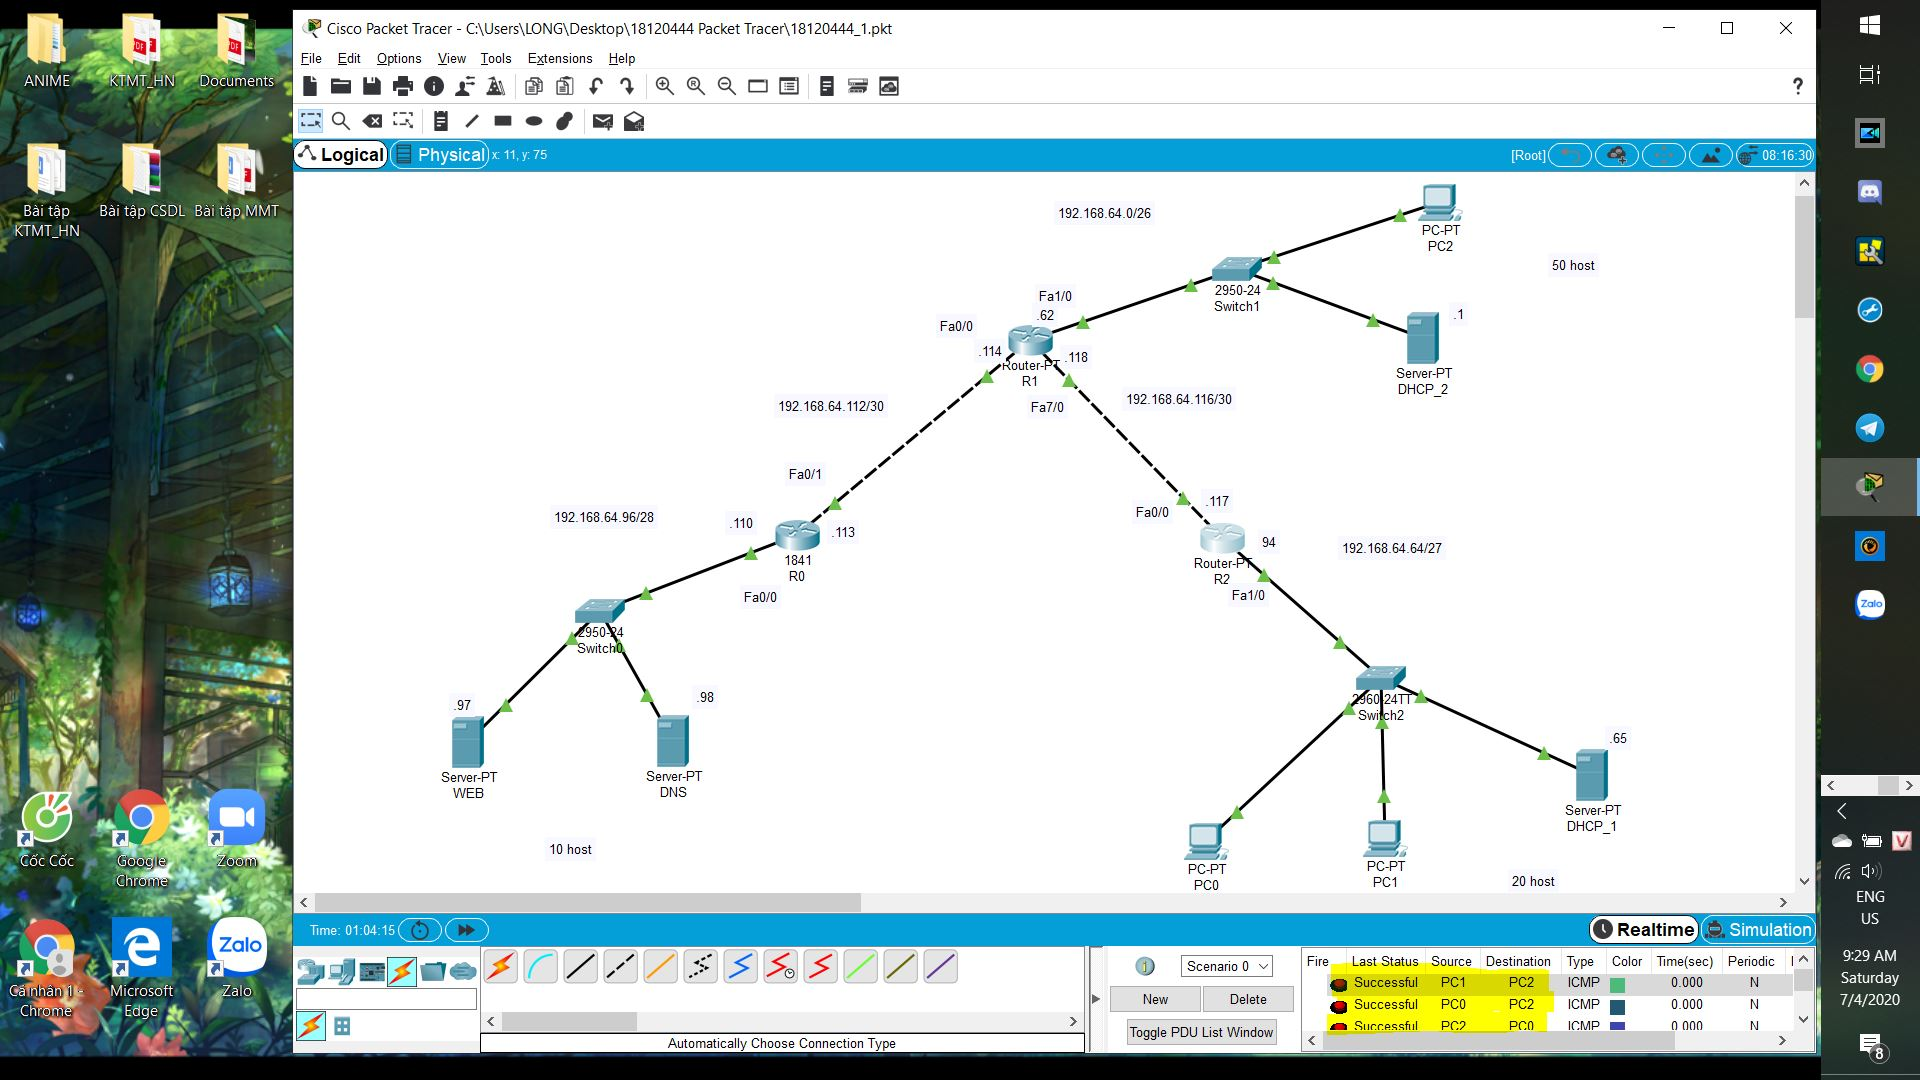 ANIME
KTMT_HN
Documents
Bài tập
KTMT_HN
Bài tập CSDL
Bài tập MMT
Cốc Cốc
Google
Chrome
Zoom
Cá nhân 1 -
Chrome
Microsoft
Edge
Zalo
Zalo
Cisco Packet Tracer - C:\Users\LONG\Desktop\18120444 Packet Tracer\18120444_1.pkt
File Edit Options View Tools Extensions Help
?
Logical
Physical
x: 11, y: 75
[Root]
08:16:30
192.168.64.0/26
PC-PT
PC2
50 host
2950-24
Switch1
Fa1/0
.62
Fa0/0
.1
.114
.118
Router-PT
R1
Server-PT
DHCP_2
Fa7/0
192.168.64.112/30
192.168.64.116/30
Fa0/1
.117
Fa0/0
192.168.64.96/28
.110
.113
94
192.168.64.64/27
1841
R0
Router-PT
R2
Fa0/0
Fa1/0
2950-24
Switch0
.97
.98
2960-24TT
Switch2
.65
Server-PT
WEB
Server-PT
DNS
Server-PT
DHCP_1
10 host
PC-PT
PC0
PC-PT
PC1
20 host
Time: 01:04:15
Realtime
Simulation
Scenario 0
New
Delete
Toggle PDU List Window
Automatically Choose Connection Type
Fire Last Status Source Destination Type Color Time(sec) Periodic
Successful PC1 PC2 ICMP 0.000 N
Successful PC0 PC2 ICMP 0.000 N
Successful PC2 PC0 ICMP 0.000 N
Zalo
V
ENG
US
9:29 AM
Saturday
7/4/2020
8